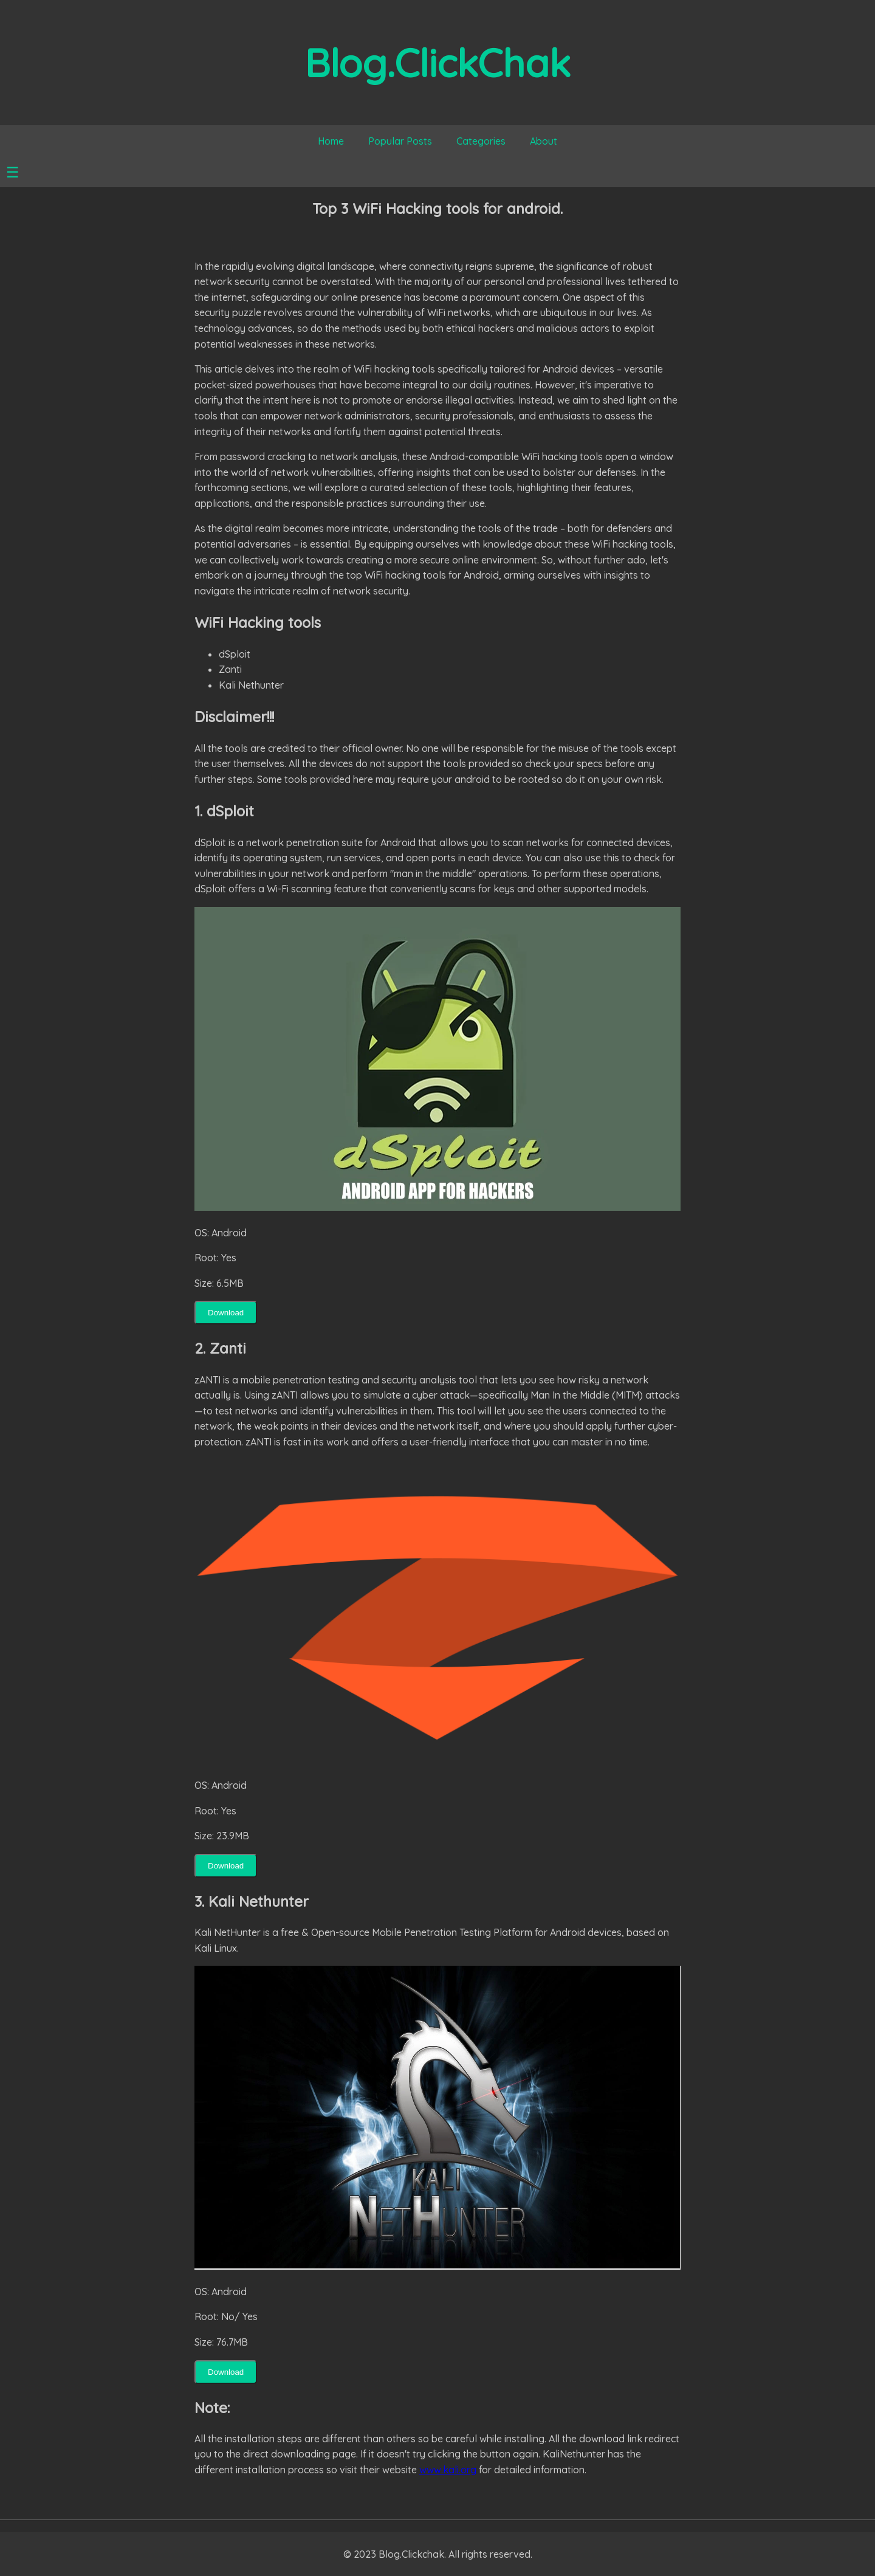 Blog.ClickChak
Home Popular Posts Categories About
☰
Top 3 WiFi Hacking tools for android.
In the rapidly evolving digital landscape, where connectivity reigns supreme, the significance of robust
network security cannot be overstated. With the majority of our personal and professional lives tethered to
the internet, safeguarding our online presence has become a paramount concern. One aspect of this
security puzzle revolves around the vulnerability of WiFi networks, which are ubiquitous in our lives. As
technology advances, so do the methods used by both ethical hackers and malicious actors to exploit
potential weaknesses in these networks.
This article delves into the realm of WiFi hacking tools specifically tailored for Android devices – versatile
pocket-sized powerhouses that have become integral to our daily routines. However, it's imperative to
clarify that the intent here is not to promote or endorse illegal activities. Instead, we aim to shed light on the
tools that can empower network administrators, security professionals, and enthusiasts to assess the
integrity of their networks and fortify them against potential threats.
From password cracking to network analysis, these Android-compatible WiFi hacking tools open a window
into the world of network vulnerabilities, offering insights that can be used to bolster our defenses. In the
forthcoming sections, we will explore a curated selection of these tools, highlighting their features,
applications, and the responsible practices surrounding their use.
As the digital realm becomes more intricate, understanding the tools of the trade – both for defenders and
potential adversaries – is essential. By equipping ourselves with knowledge about these WiFi hacking tools,
we can collectively work towards creating a more secure online environment. So, without further ado, let's
embark on a journey through the top WiFi hacking tools for Android, arming ourselves with insights to
navigate the intricate realm of network security.
WiFi Hacking tools
• dSploit
• Zanti
• Kali Nethunter
Disclaimer!!!
All the tools are credited to their official owner. No one will be responsible for the misuse of the tools except
the user themselves. All the devices do not support the tools provided so check your specs before any
further steps. Some tools provided here may require your android to be rooted so do it on your own risk.
1. dSploit
dSploit is a network penetration suite for Android that allows you to scan networks for connected devices,
identify its operating system, run services, and open ports in each device. You can also use this to check for
vulnerabilities in your network and perform "man in the middle" operations. To perform these operations,
dSploit offers a Wi-Fi scanning feature that conveniently scans for keys and other supported models.
dSploit
ANDROID APP FOR HACKERS
OS: Android
Root: Yes
Size: 6.5MB
Download
2. Zanti
zANTI is a mobile penetration testing and security analysis tool that lets you see how risky a network
actually is. Using zANTI allows you to simulate a cyber attack—specifically Man In the Middle (MITM) attacks
—to test networks and identify vulnerabilities in them. This tool will let you see the users connected to the
network, the weak points in their devices and the network itself, and where you should apply further cyber-
protection. zANTI is fast in its work and offers a user-friendly interface that you can master in no time.
OS: Android
Root: Yes
Size: 23.9MB
Download
3. Kali Nethunter
Kali NetHunter is a free & Open-source Mobile Penetration Testing Platform for Android devices, based on
Kali Linux.
KALI
NETHUNTER
OS: Android
Root: No/ Yes
Size: 76.7MB
Download
Note:
All the installation steps are different than others so be careful while installing. All the download link redirect
you to the direct downloading page. If it doesn't try clicking the button again. KaliNethunter has the
different installation process so visit their website www.kali.org for detailed information.
© 2023 Blog.Clickchak. All rights reserved.